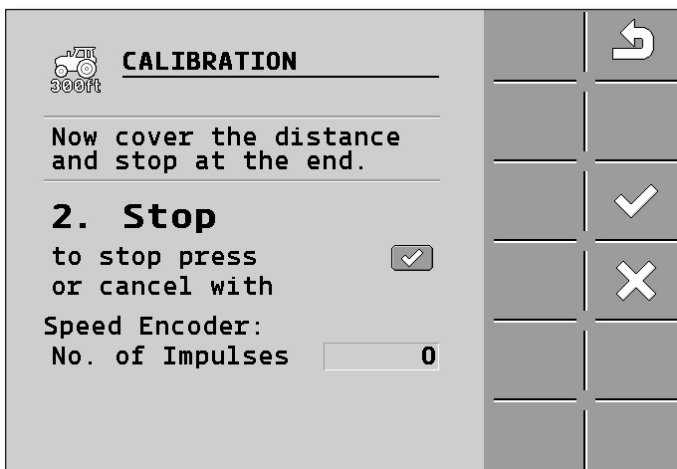 CALIBRATION
300ft
Now cover the distance
and stop at the end.
2. Stop
to stop press
or cancel with
Speed Encoder:
No. of Impulses 0